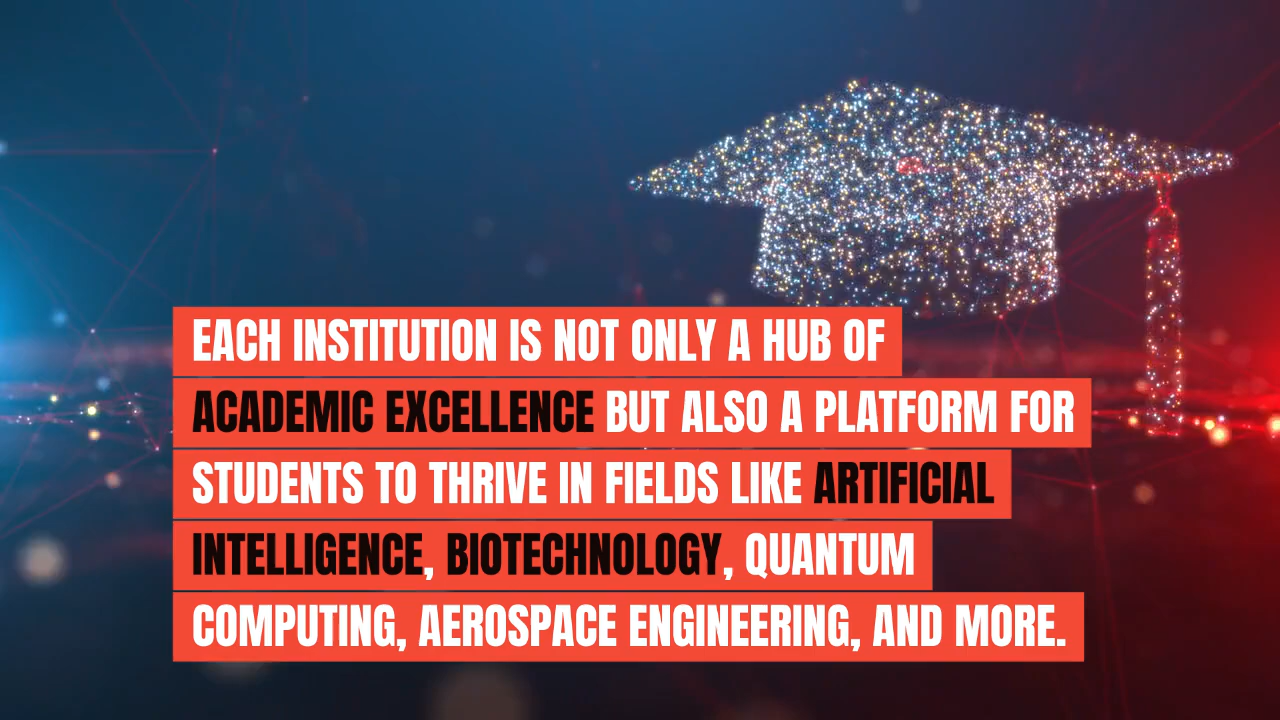 EACH INSTITUTION IS NOT ONLY A HUB OF
ACADEMIC EXCELLENCE BUT ALSO A PLATFORM FOR
STUDENTS TO THRIVE IN FIELDS LIKE ARTIFICIAL
INTELLIGENCE, BIOTECHNOLOGY, QUANTUM
COMPUTING, AEROSPACE ENGINEERING, AND MORE.